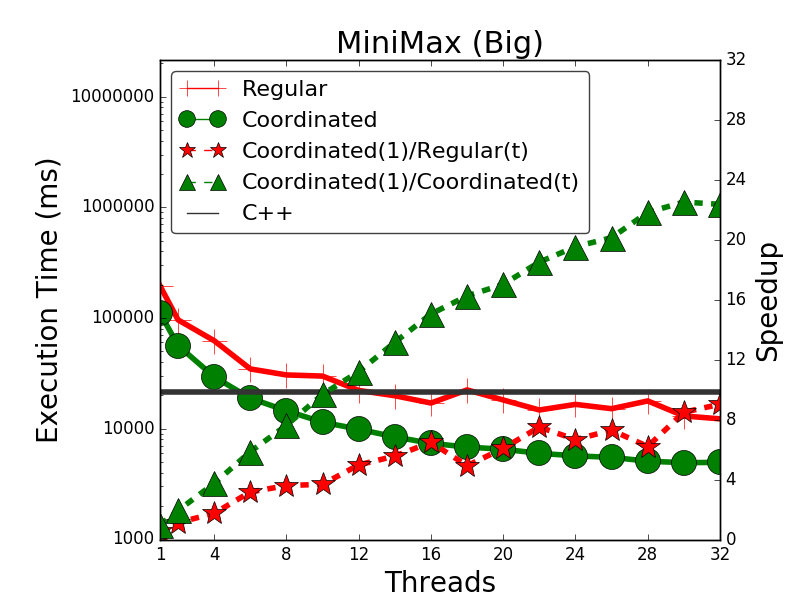 MiniMax (Big)
Regular
Coordinated
Coordinated(1)/Regular(t)
Coordinated(1)/Coordinated(t)
C++
Execution Time (ms)
10000000
1000000
100000
10000
1000
Speedup
32
28
24
20
16
12
8
4
0
1 4 8 12 16 20 24 28 32
Threads